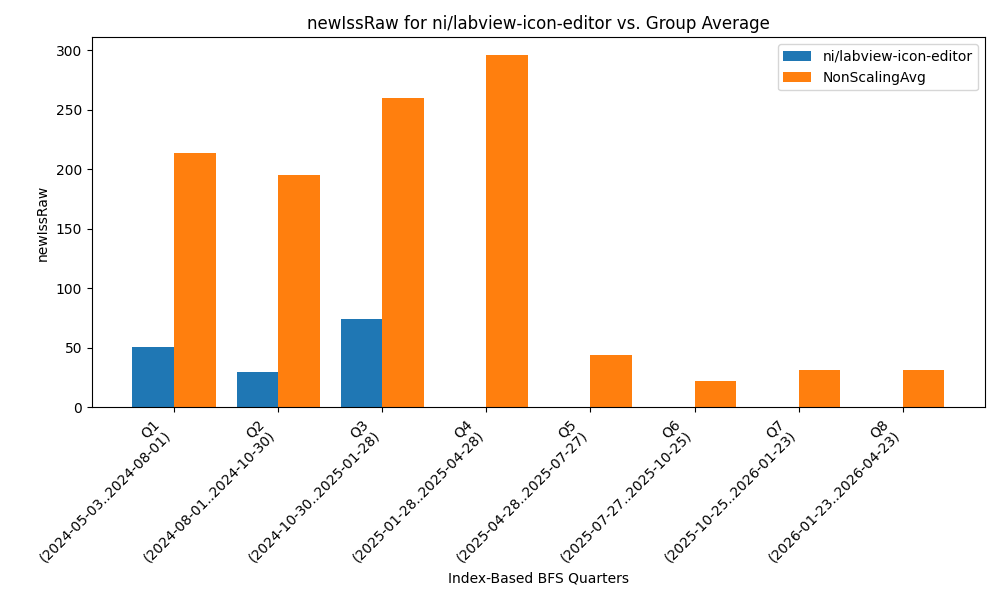 newIssRaw for ni/labview-icon-editor vs. Group Average
ni/labview-icon-editor
NonScalingAvg
newIssRaw
300
250
200
150
100
50
0
Q1
(2024-05-03..2024-08-01)
Q2
(2024-08-01..2024-10-30)
Q3
(2024-10-30..2025-01-28)
Q4
(2025-01-28..2025-04-28)
Q5
(2025-04-28..2025-07-27)
Q6
(2025-07-27..2025-10-25)
Q7
(2025-10-25..2026-01-23)
Q8
(2026-01-23..2026-04-23)
Index-Based BFS Quarters